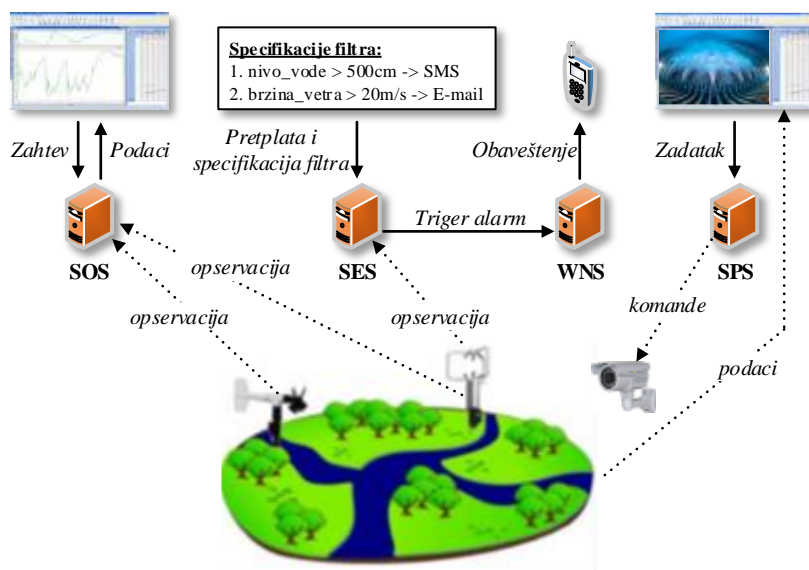 Specifikacije filtra:
1. nivo_vode > 500cm -> SMS
2. brzina_vetra > 20m/s -> E-mail
Zahtev
Podaci
Pretplata i
specifikacija filtra
Obaveštenje
Zadatak
Triger alarm
SOS
SES
WNS
SPS
opservacija
opservacija
opservacija
komande
podaci